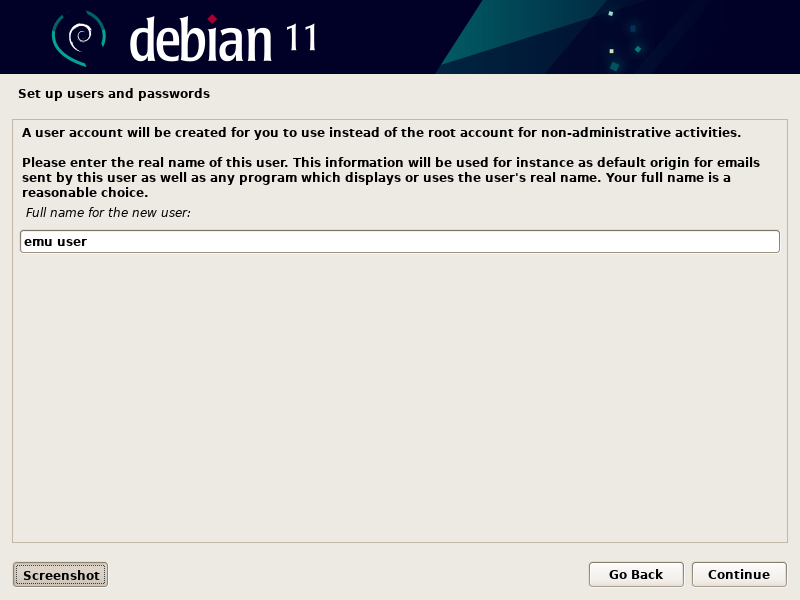 debian 11
Set up users and passwords
A user account will be created for you to use instead of the root account for non-administrative activities.
Please enter the real name of this user. This information will be used for instance as default origin for emails
sent by this user as well as any program which displays or uses the user's real name. Your full name is a
reasonable choice.
Full name for the new user:
emu user
Screenshot
Go Back
Continue